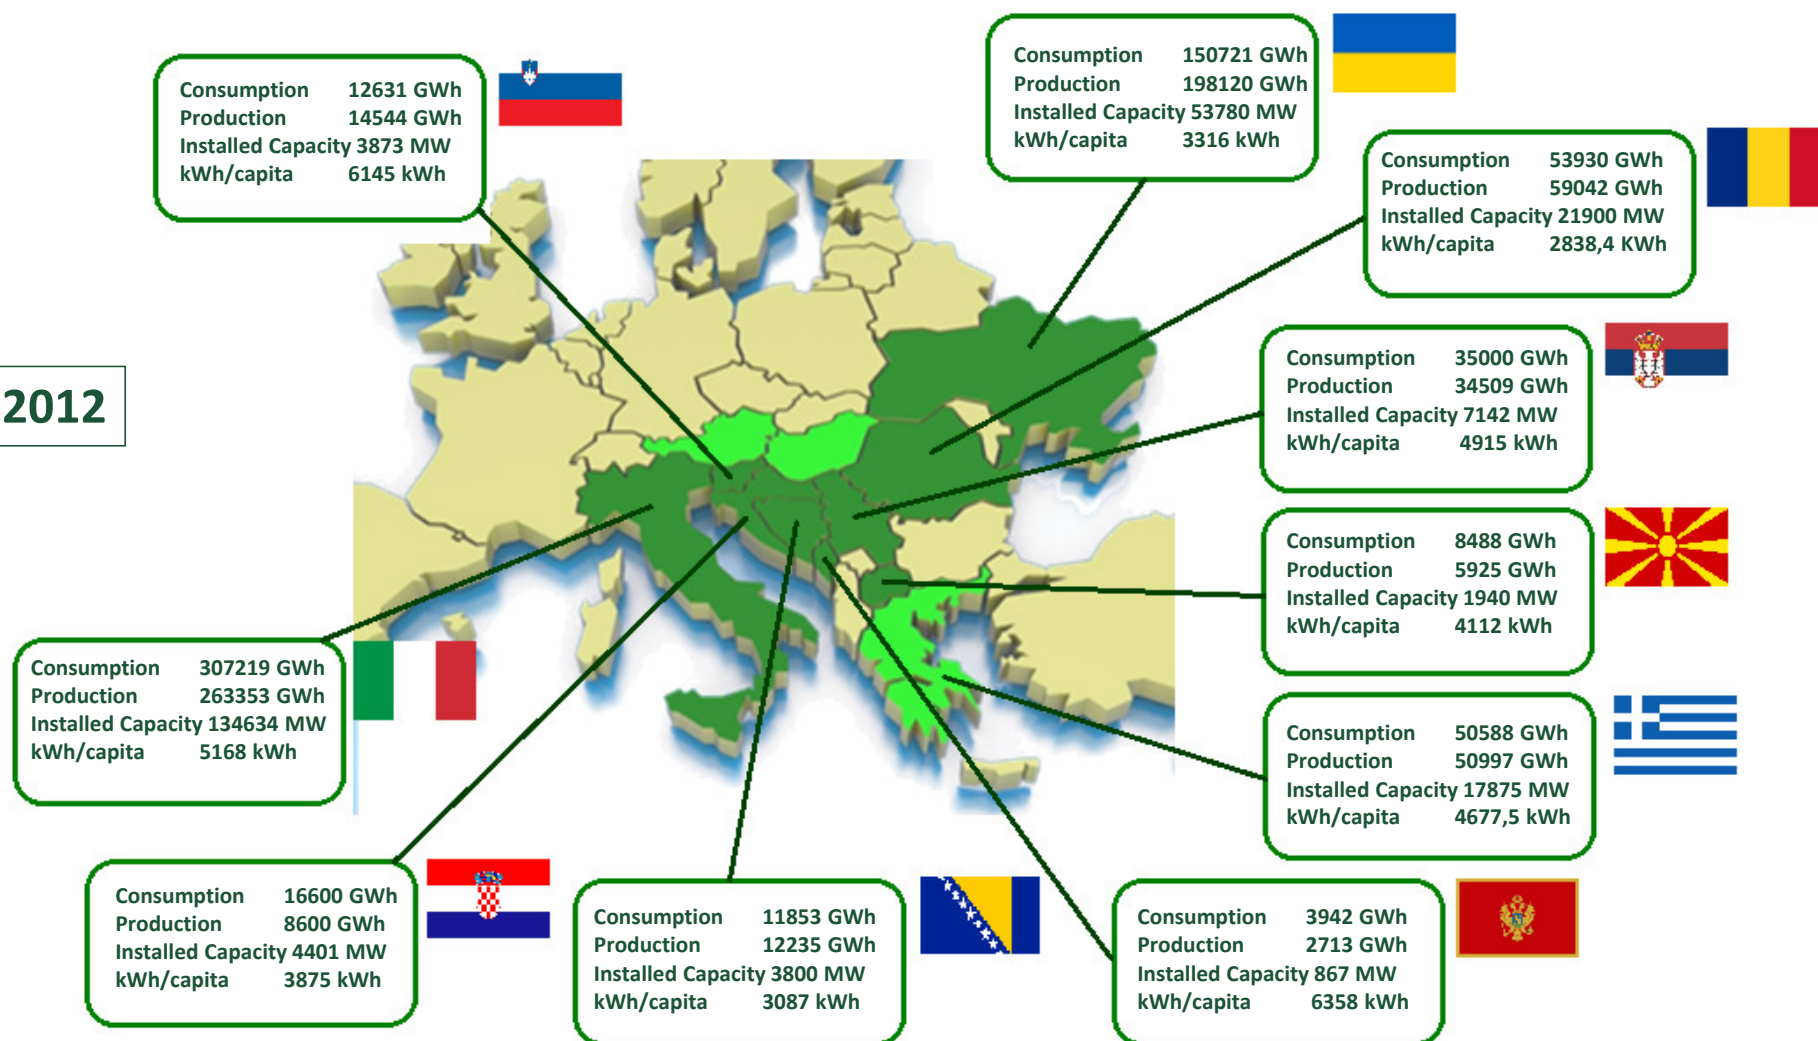 Consumption 12631 GWh
Production 14544 GWh
Installed Capacity 3873 MW
kWh/capita 6145 kWh
Consumption 150721 GWh
Production 198120 GWh
Installed Capacity 53780 MW
kWh/capita 3316 kWh
Consumption 53930 GWh
Production 59042 GWh
Installed Capacity 21900 MW
kWh/capita 2838,4 KWh
2012
Consumption 35000 GWh
Production 34509 GWh
Installed Capacity 7142 MW
kWh/capita 4915 kWh
Consumption 8488 GWh
Production 5925 GWh
Installed Capacity 1940 MW
kWh/capita 4112 kWh
Consumption 307219 GWh
Production 263353 GWh
Installed Capacity 134634 MW
kWh/capita 5168 kWh
Consumption 50588 GWh
Production 50997 GWh
Installed Capacity 17875 MW
kWh/capita 4677,5 kWh
Consumption 16600 GWh
Production 8600 GWh
Installed Capacity 4401 MW
kWh/capita 3875 kWh
Consumption 11853 GWh
Production 12235 GWh
Installed Capacity 3800 MW
kWh/capita 3087 kWh
Consumption 3942 GWh
Production 2713 GWh
Installed Capacity 867 MW
kWh/capita 6358 kWh